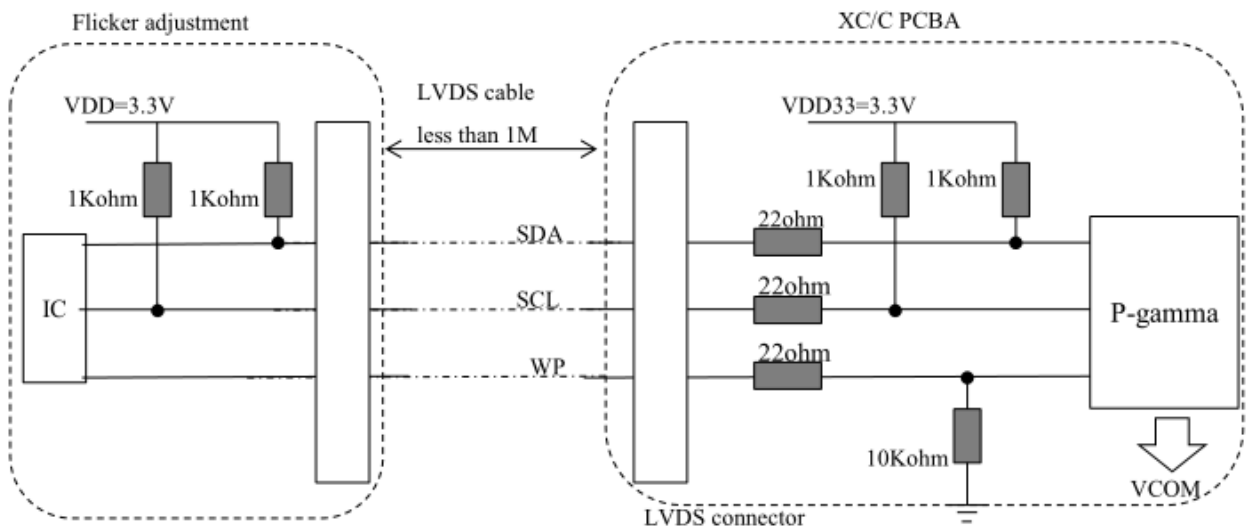 Flicker adjustment
XC/C PCBA
VDD=3.3V
LVDS cable
less than 1M
VDD33=3.3V
1Kohm
1Kohm
1Kohm
1Kohm
22ohm
SDA
IC
SCL
22ohm
P-gamma
WP
22ohm
10Kohm
VCOM
LVDS connector